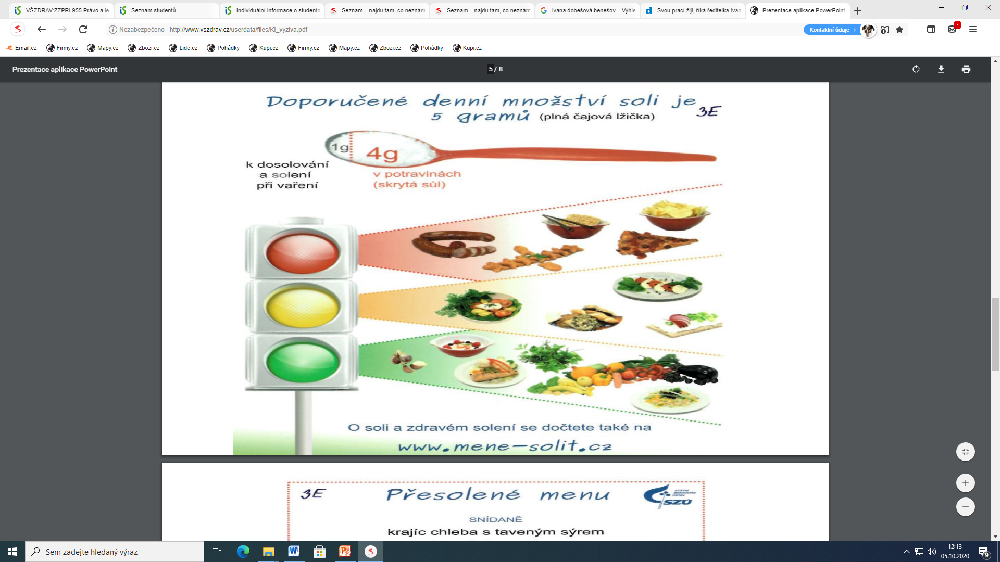 VŠZDRAV:ZZPRL955 Právo a le
Seznam studentů
Individuální informace o studento
Seznam – najdu tam, co neznám
Seznam – najdu tam, co neznám
ivana dobešová benešov – Vyhle
Svou prací žiji, říká ředitelka Ivan
Prezentace aplikace PowerPoint
Nezabezpečeno http://www.vszdrav.cz/userdata/files/KI_vyziva.pdf
Kontaktní údaje
Email.cz Firmy.cz Mapy.cz Zbozi.cz Lide.cz Pohádky Kupi.cz Firmy.cz Mapy.cz Zbozi.cz Pohádky Kupi.cz
Prezentace aplikace PowerPoint
5 / 8
Doporučené denní množství soli je
5 gramů (plná čajová lžička)
3E
1g
4g
k dosolování
a solení
při vaření
v potravinách
(skrytá sůl)
O soli a zdravém solení se dočtete také na
www.mene-solit.cz
3E
Přesolené menu
STÁTNÍ
ZDRAVOTNÍ
ÚSTAV
SZÚ
SNÍDANĚ
krajíc chleba s taveným sýrem
Sem zadejte hledaný výraz
12:13
05.10.2020
9